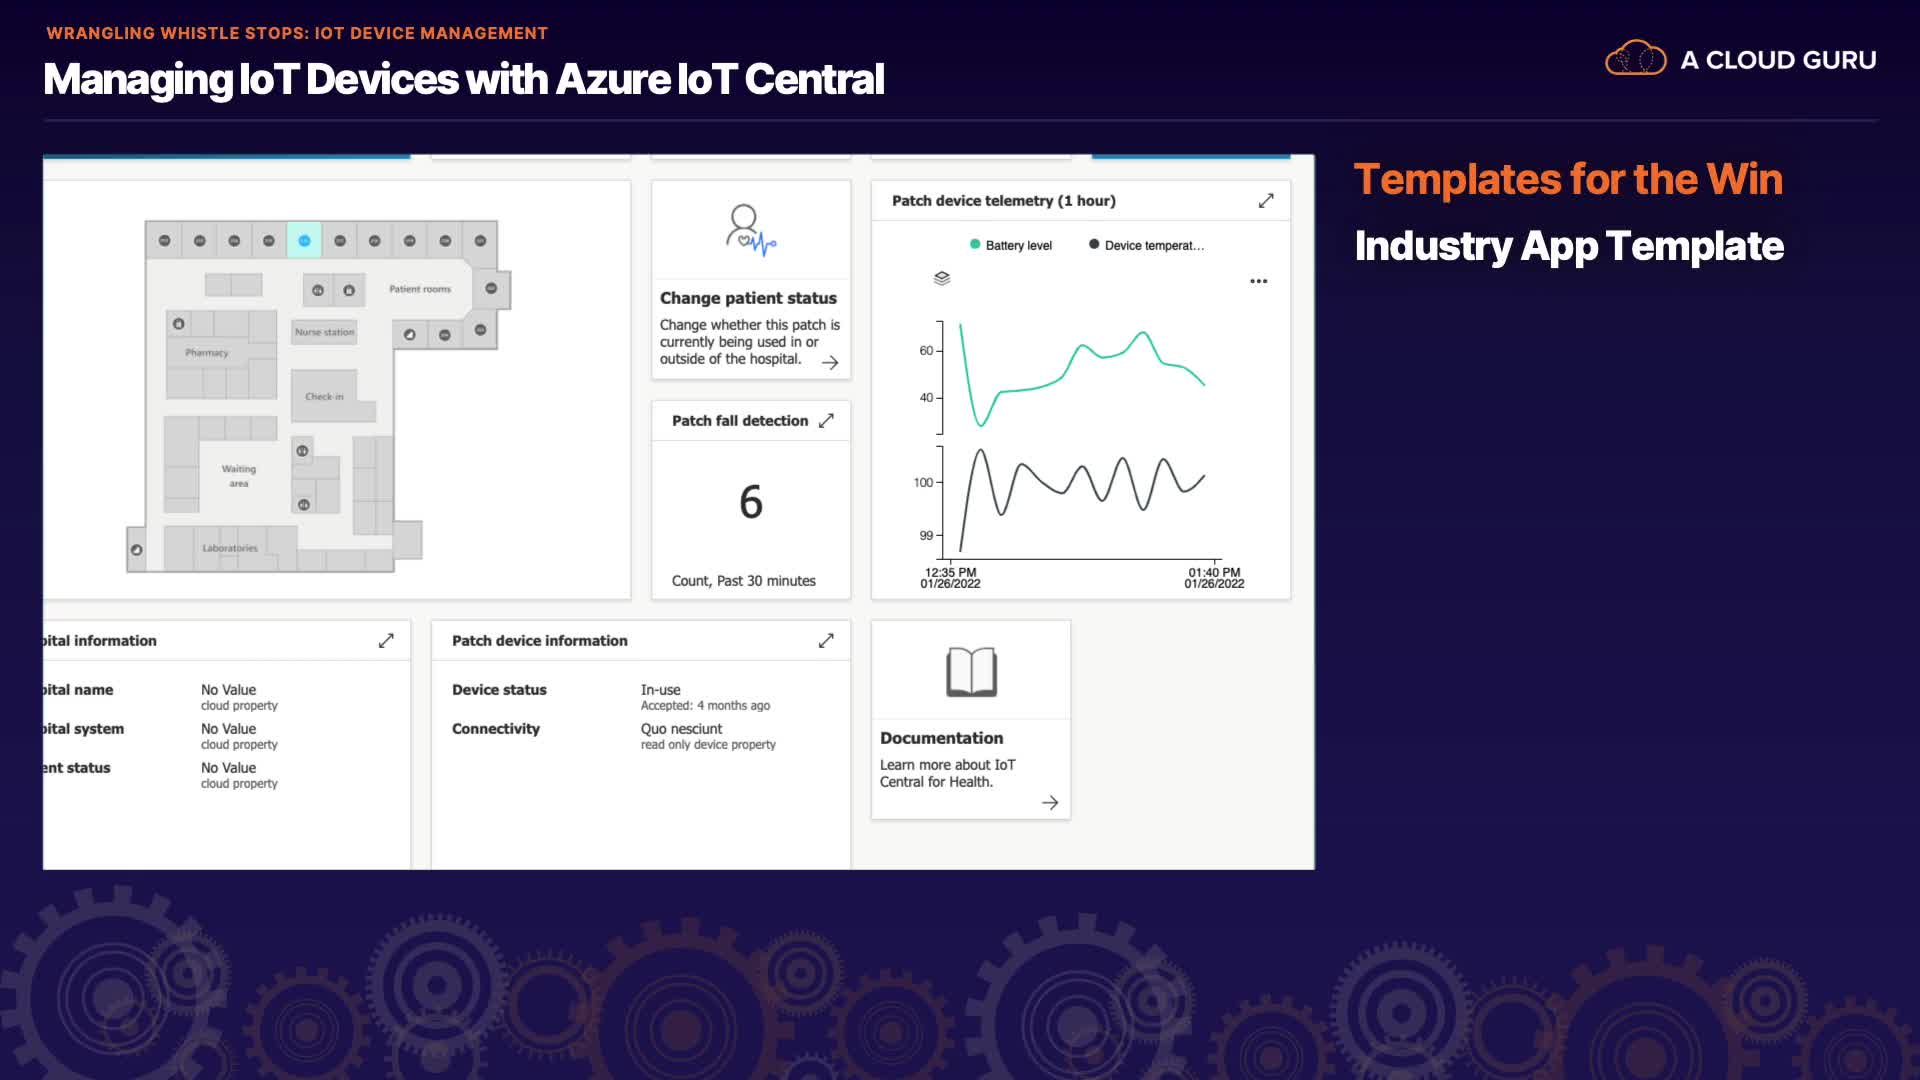 WRANGLING WHISTLE STOPS: IOT DEVICE MANAGEMENT
Managing IoT Devices with Azure IoT Central
A CLOUD GURU
Templates for the Win
Industry App Template
Patient rooms
Nurse station
Pharmacy
Check-in
Waiting
area
Laboratories
Change patient status
Change whether this patch is
currently being used in or
outside of the hospital.
Patch fall detection
6
Count, Past 30 minutes
Patch device telemetry (1 hour)
Battery level
Device temperat...
60
40
100
99
12:35 PM
01/26/2022
01:40 PM
01/26/2022
ital information
ital name
No Value
cloud property
ital system
No Value
cloud property
ent status
No Value
cloud property
Patch device information
Device status
In-use
Accepted: 4 months ago
Connectivity
Quo nesciunt
read only device property
Documentation
Learn more about IoT
Central for Health.